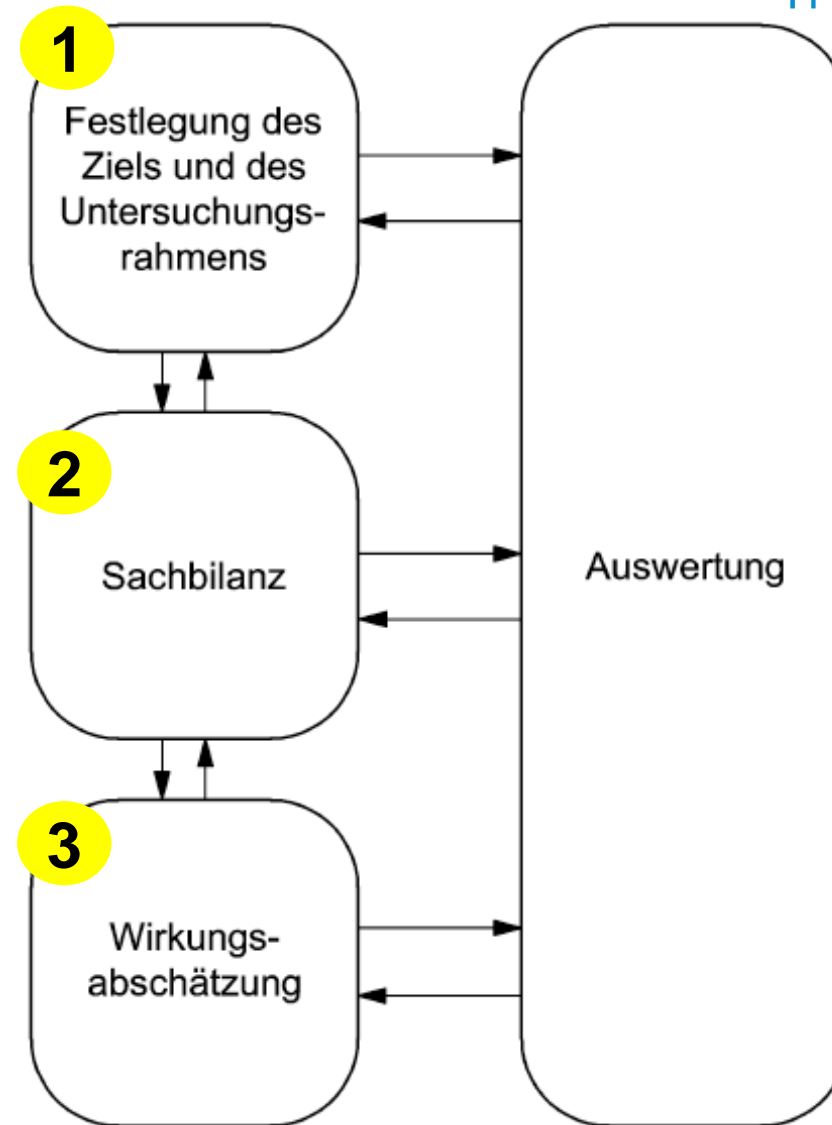 1
Festlegung des
Ziels und des
Untersuchungs-
rahmens
2
Sachbilanz
3
Wirkungs-
abschätzung
Auswertung